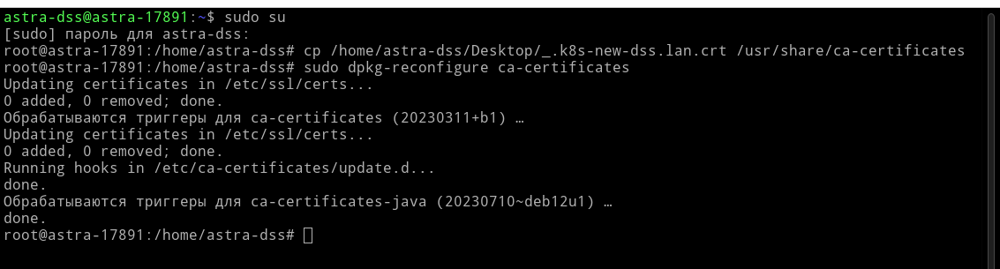 astra-dss@astra-17891:~$ sudo su
[sudo] пароль для astra-dss:
root@astra-17891:/home/astra-dss# cp /home/astra-dss/Desktop/_.k8s-new-dss.lan.crt /usr/share/ca-certificates
root@astra-17891:/home/astra-dss# sudo dpkg-reconfigure ca-certificates
Updating certificates in /etc/ssl/certs...
0 added, 0 removed; done.
Обрабатываются триггеры для ca-certificates (20230311+b1) …
Updating certificates in /etc/ssl/certs...
0 added, 0 removed; done.
Running hooks in /etc/ca-certificates/update.d...
done.
Обрабатываются триггеры для ca-certificates-java (20230710~deb12u1) …
done.
root@astra-17891:/home/astra-dss#